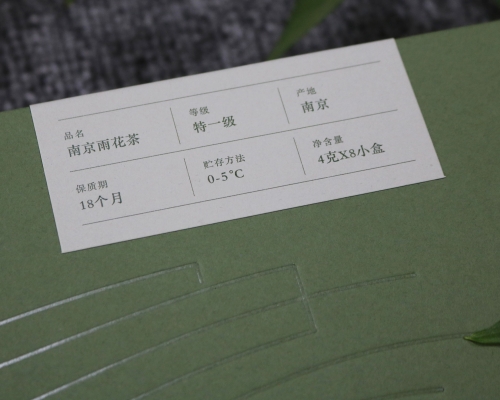 品名
南京雨花茶
等级
特一级
产地
南京
保质期
18个月
贮存方法
0-5°C
净含量
4克X8小盒